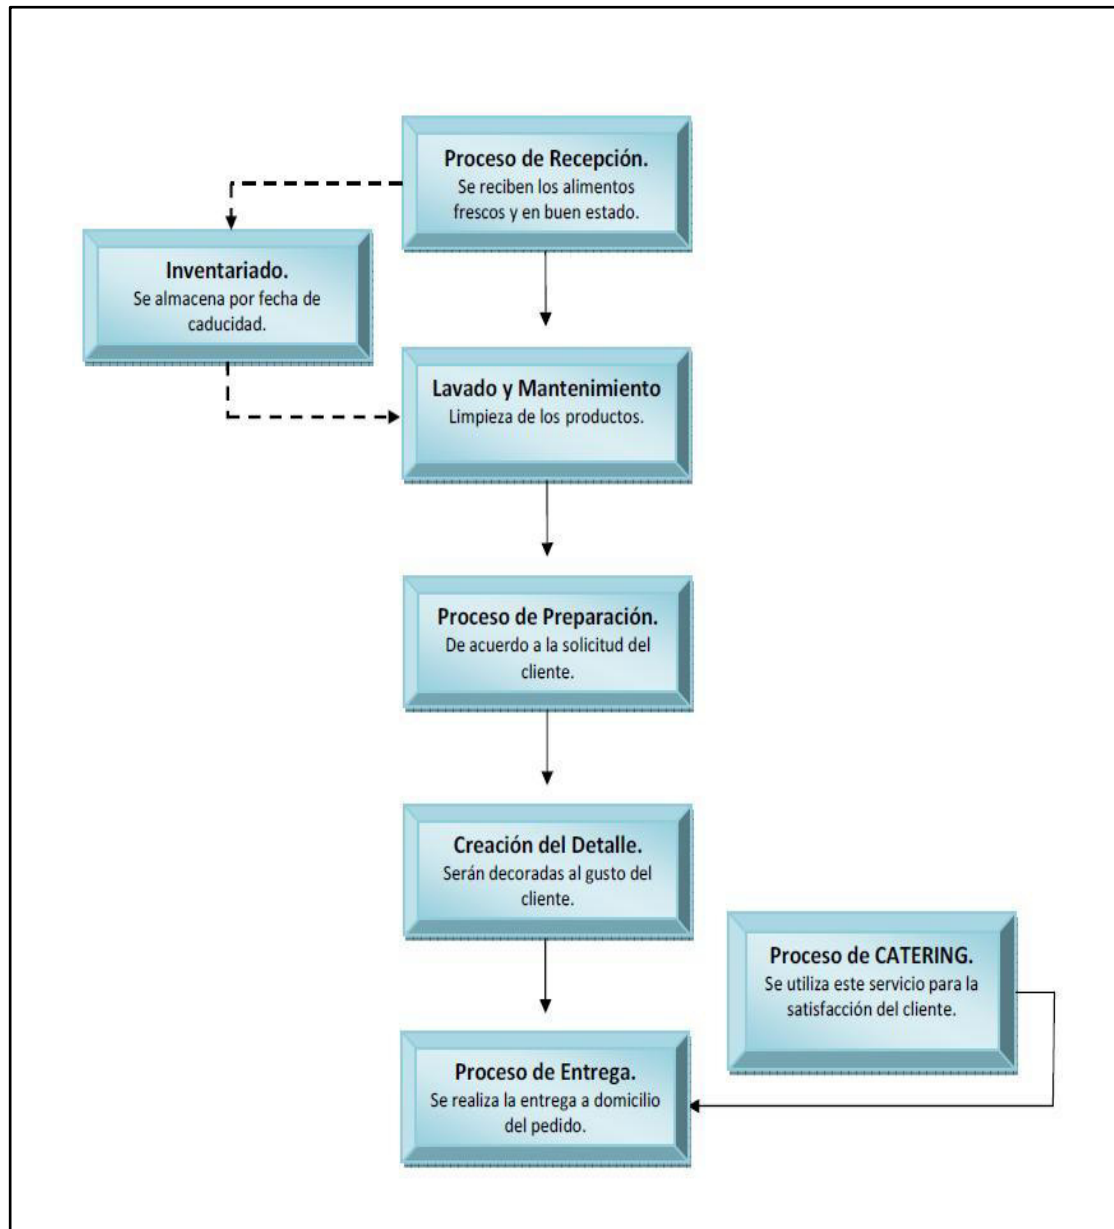 Proceso de Recepción.
Se reciben los alimentos
frescos y en buen estado.
Inventariado.
Se almacena por fecha de
caducidad.
Lavado y Mantenimiento
Limpieza de los productos.
Proceso de Preparación.
De acuerdo a la solicitud del
cliente.
Creación del Detalle.
Serán decoradas al gusto del
cliente.
Proceso de CATERING.
Se utiliza este servicio para la
satisfacción del cliente.
Proceso de Entrega.
Se realiza la entrega a domicilio
del pedido.